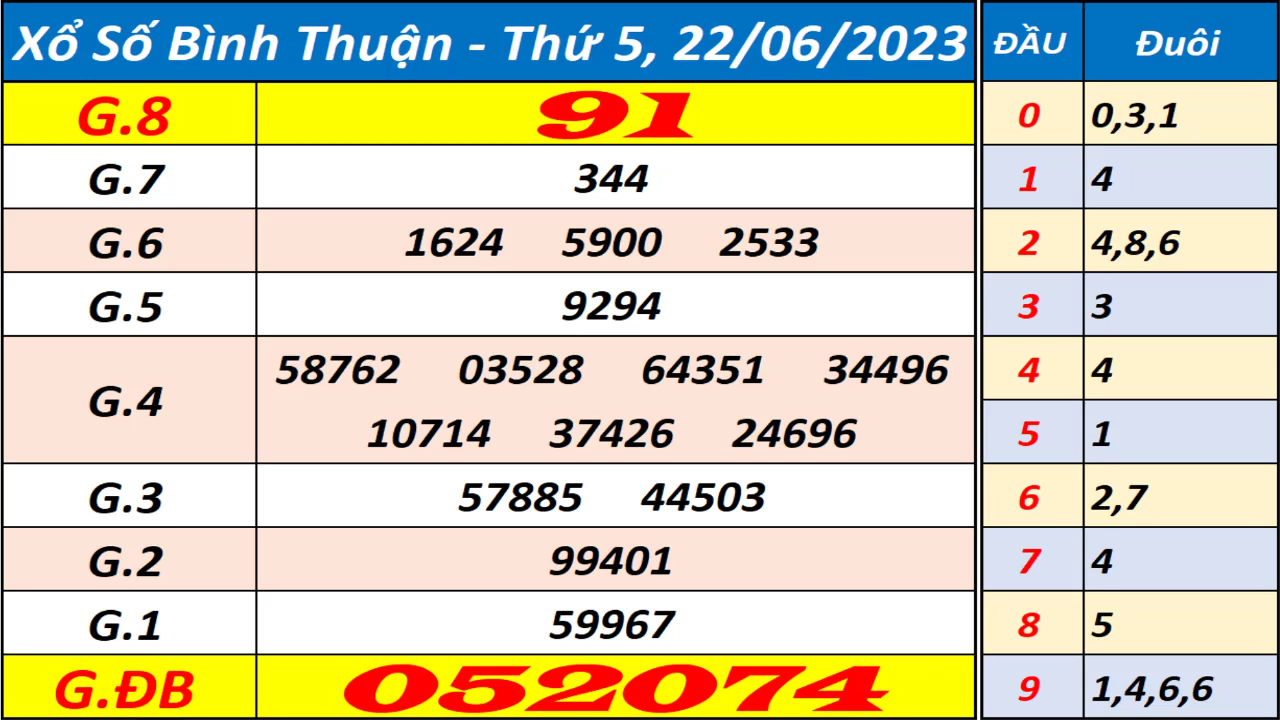 Xổ Số Bình Thuận - Thứ 5, 22/06/2023
G.8 91
G.7 344
G.6 1624 5900 2533
G.5 9294
G.4 58762 03528 64351 34496
10714 37426 24696
G.3 57885 44503
G.2 99401
G.1 59967
G.ĐB 052074
ĐẦU Đuôi
0 0,3,1
1 4
2 4,8,6
3 3
4 4
5 1
6 2,7
7 4
8 5
9 1,4,6,6